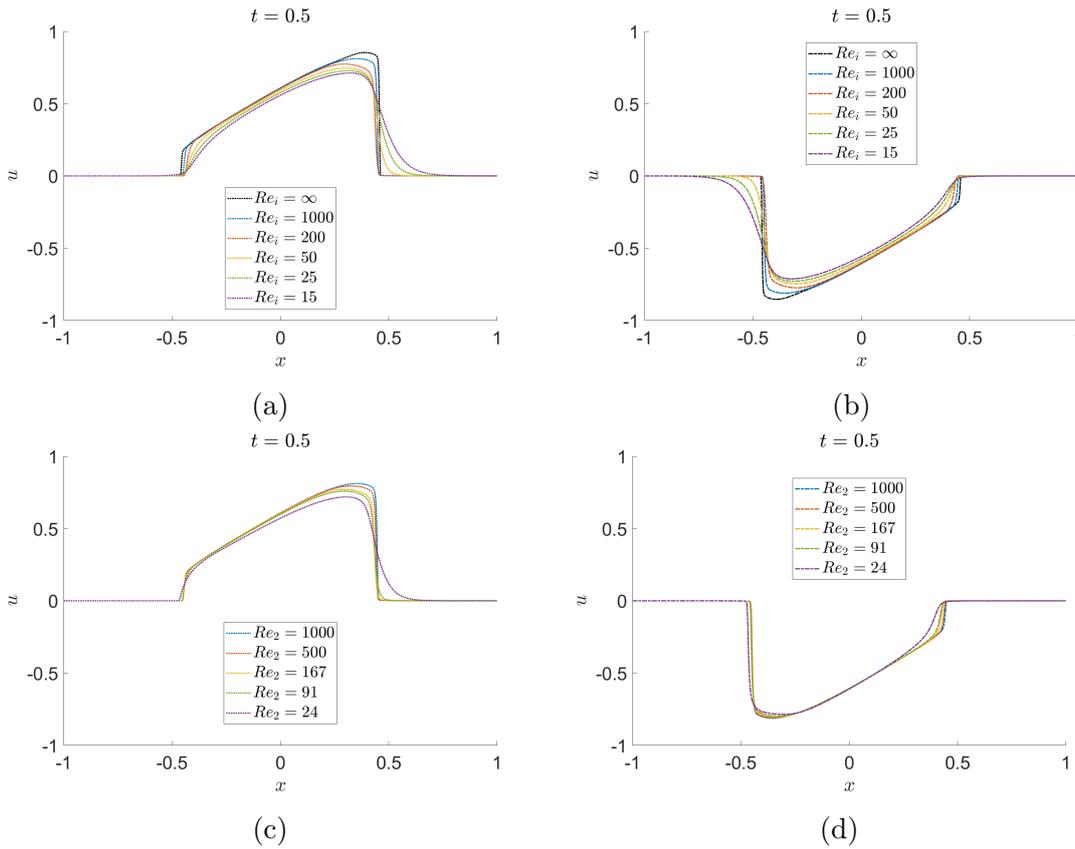 t = 0.5
1
0.5
0
-0.5
-1
u
Re_i = ∞
Re_i = 1000
Re_i = 200
Re_i = 50
Re_i = 25
Re_i = 15
-1 -0.5 0 0.5 1
x
(a)
t = 0.5
1
0.5
0
-0.5
-1
u
Re_i = ∞
Re_i = 1000
Re_i = 200
Re_i = 50
Re_i = 25
Re_i = 15
-1 -0.5 0 0.5 1
x
(b)
t = 0.5
1
0.5
0
-0.5
-1
u
Re_2 = 1000
Re_2 = 500
Re_2 = 167
Re_2 = 91
Re_2 = 24
-1 -0.5 0 0.5 1
x
(c)
t = 0.5
1
0.5
0
-0.5
-1
u
Re_2 = 1000
Re_2 = 500
Re_2 = 167
Re_2 = 91
Re_2 = 24
-1 -0.5 0 0.5 1
x
(d)